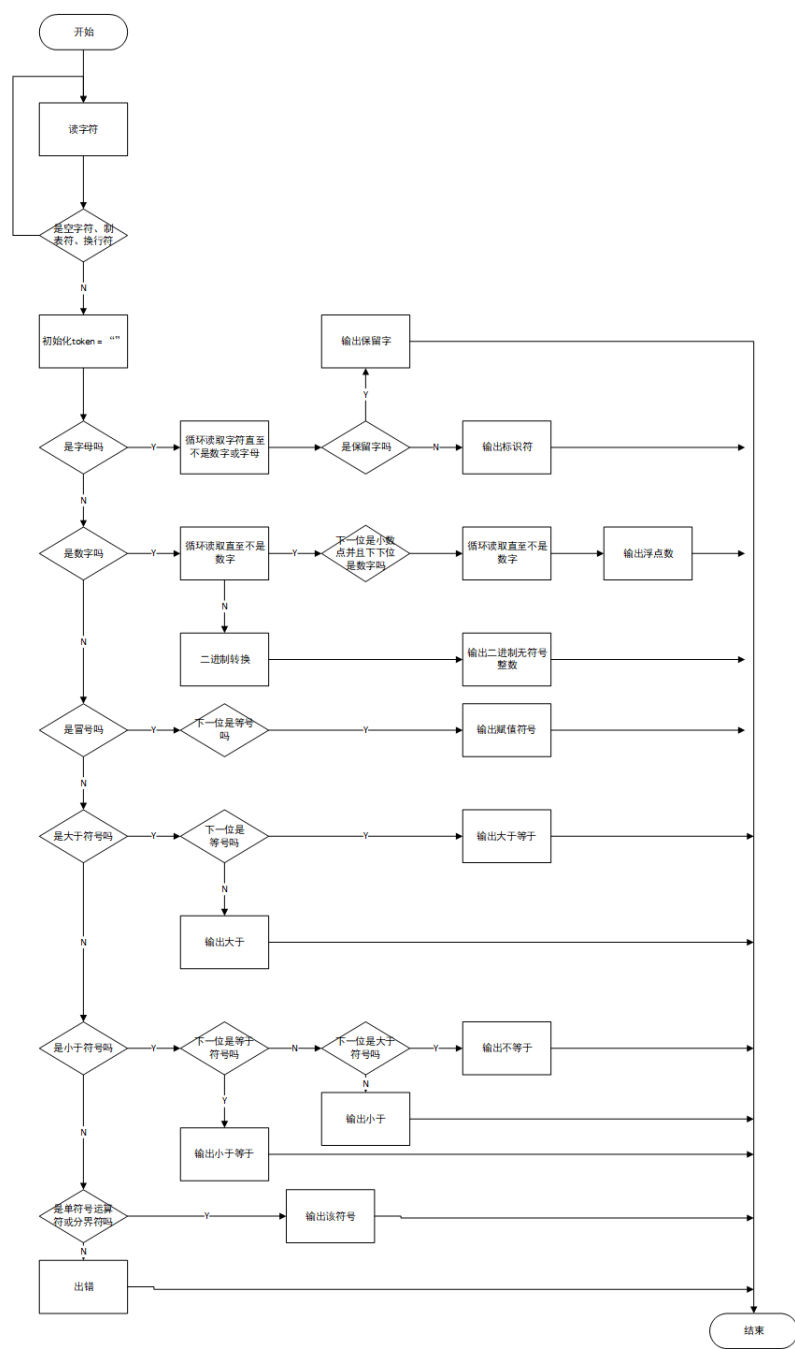 开始
读字符
是空字符、制
表符、换行符
N
初始化token = “”
输出保留字
Y
是字母吗
Y
循环读取字符直至
不是数字或字母
是保留字吗
N
输出标识符
N
是数字吗
Y
循环读取直至不是
数字
Y
下一位是小数
点并且下下位
是数字吗
循环读取直至不是
数字
输出浮点数
N
N
二进制转换
输出二进制无符号
整数
是冒号吗
Y
下一位是等号
吗
Y
输出赋值符号
N
是大于符号吗
Y
下一位是
等号吗
Y
输出大于等于
N
输出大于
N
是小于符号吗
Y
下一位是等于
符号吗
N
下一位是大于
符号吗
Y
输出不等于
N
Y
输出小于
N
输出小于等于
是单符号运算
符或分界符吗
Y
输出该符号
N
出错
结束